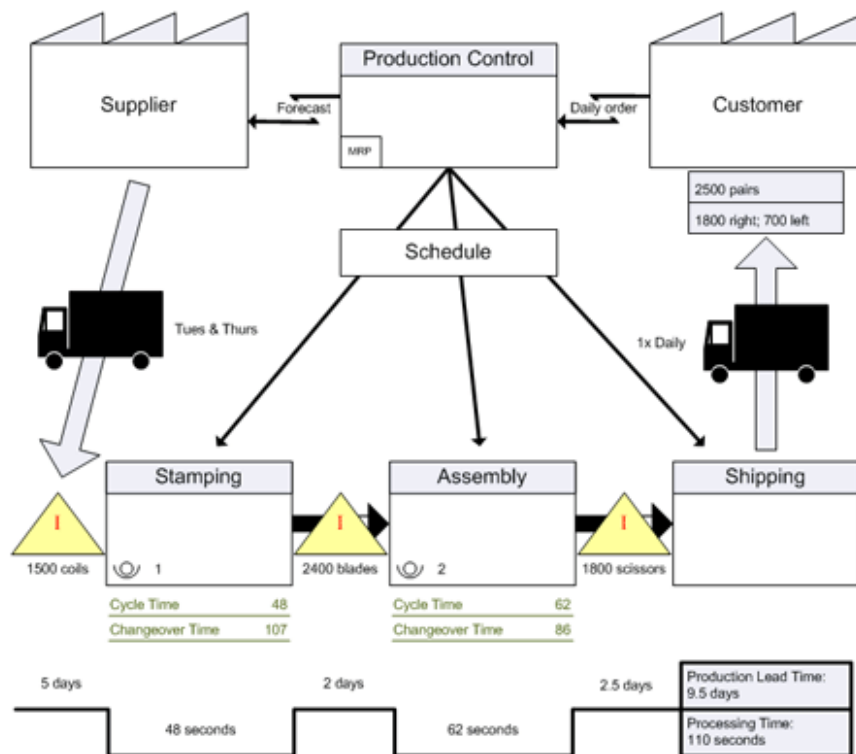 Supplier
Forecast
Production Control
MRP
Daily order
Customer
2500 pairs
1800 right; 700 left
Schedule
Tues & Thurs
1x Daily
Stamping
Assembly
Shipping
I
I
I
1500 coils
1
2400 blades
2
1800 scissors
Cycle Time 48
Changeover Time 107
Cycle Time 62
Changeover Time 86
5 days
2 days
2.5 days
Production Lead Time:
9.5 days
48 seconds
62 seconds
Processing Time:
110 seconds